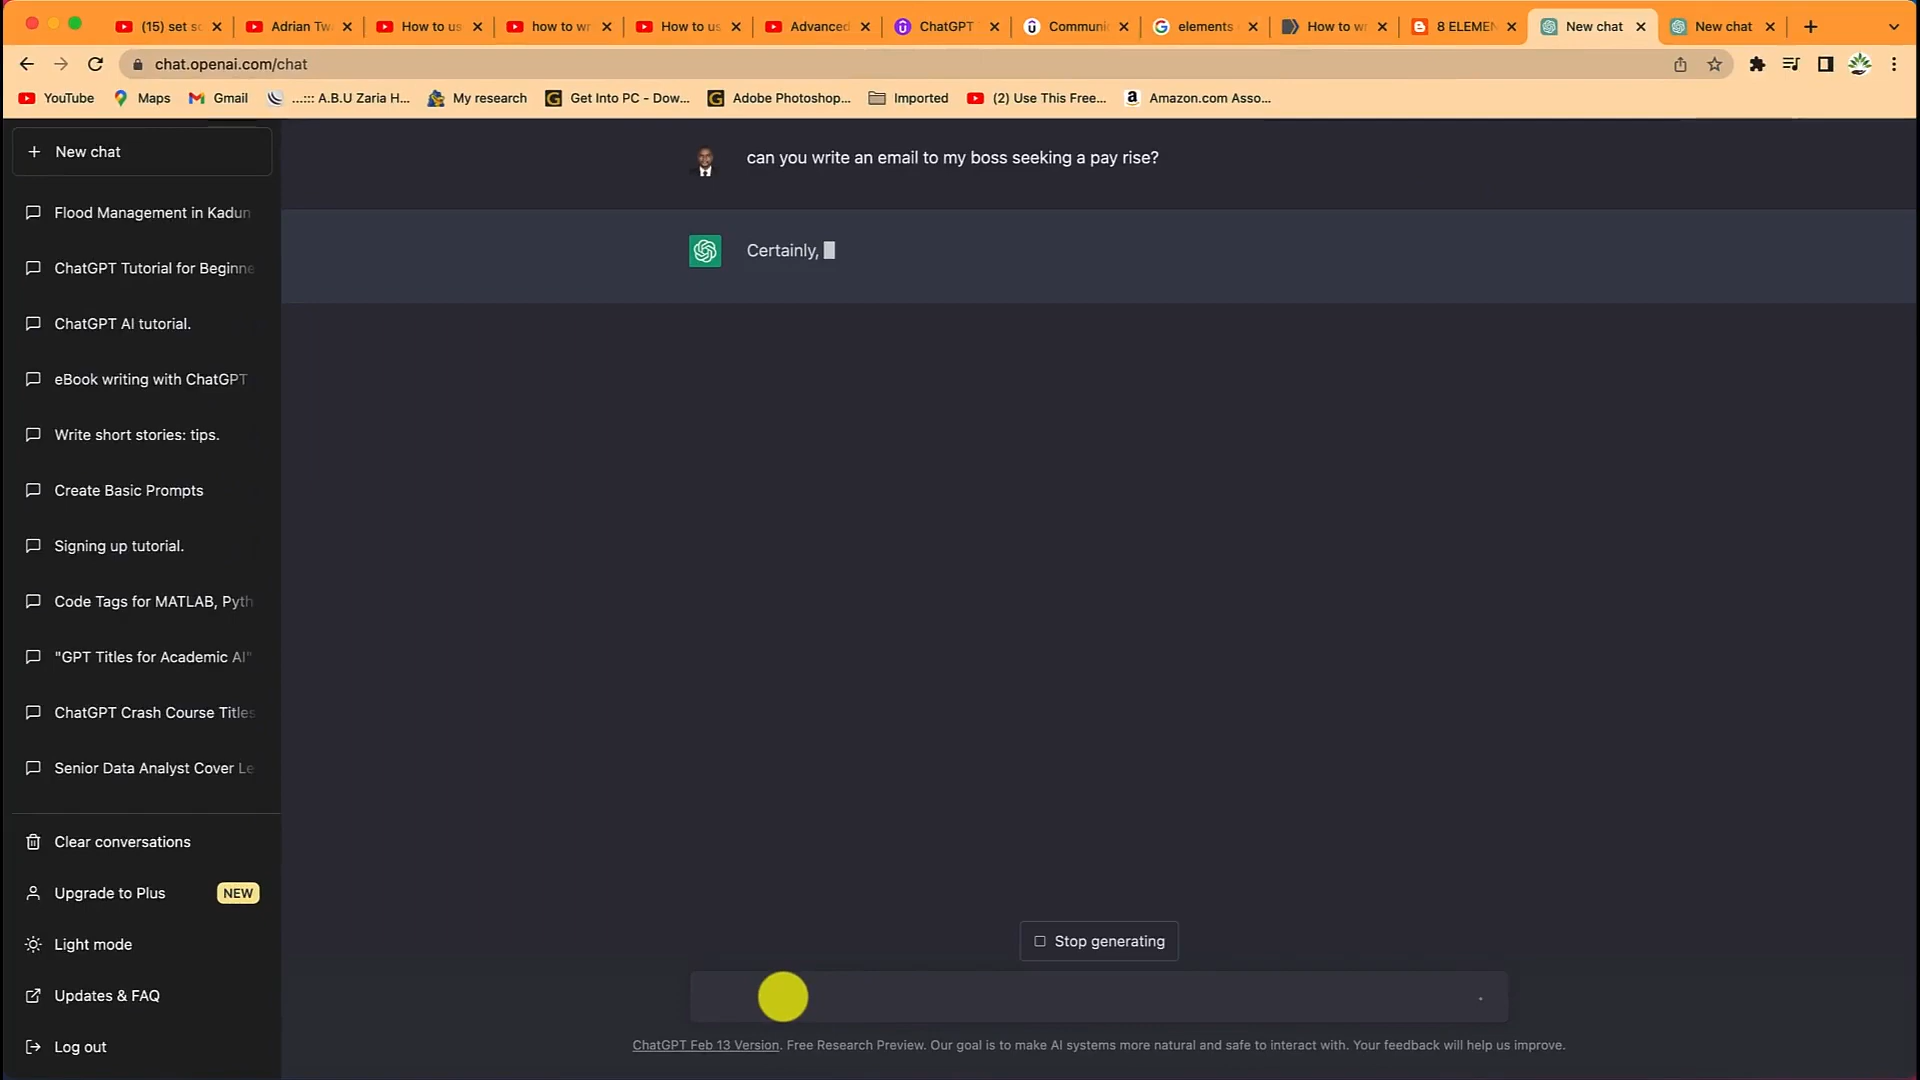 (15) set s
Adrian Tw
How to us
how to wr
How to us
Advanced
ChatGPT
Communi
elements
How to wr
8 ELEMEN
New chat
New chat
chat.openai.com/chat
YouTube
Maps
Gmail
...::: A.B.U Zaria H...
My research
Get Into PC - Dow...
Adobe Photoshop...
Imported
(2) Use This Free...
Amazon.com Asso...
+ New chat
Flood Management in Kadun
ChatGPT Tutorial for Beginne
ChatGPT AI tutorial.
eBook writing with ChatGPT
Write short stories: tips.
Create Basic Prompts
Signing up tutorial.
Code Tags for MATLAB, Pyth
"GPT Titles for Academic AI"
ChatGPT Crash Course Titles
Senior Data Analyst Cover Le
Clear conversations
Upgrade to Plus NEW
Light mode
Updates & FAQ
Log out
can you write an email to my boss seeking a pay rise?
Certainly,
Stop generating
ChatGPT Feb 13 Version. Free Research Preview. Our goal is to make AI systems more natural and safe to interact with. Your feedback will help us improve.